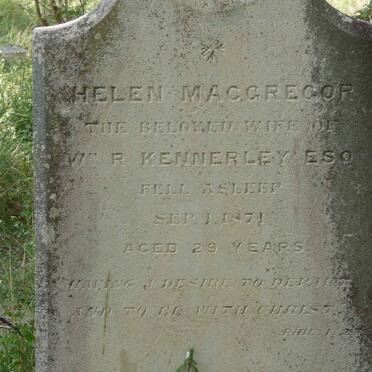 HELEN MACGREGOR
THE BELOVED WIFE OF
Wm R KENNERLEY ESQ
FELL ASLEEP
SEP. 1. 1871
AGED 29 YEARS
HAVING A DESIRE TO DEPART
AND TO BE WITH CHRIST
PHIL. 1.